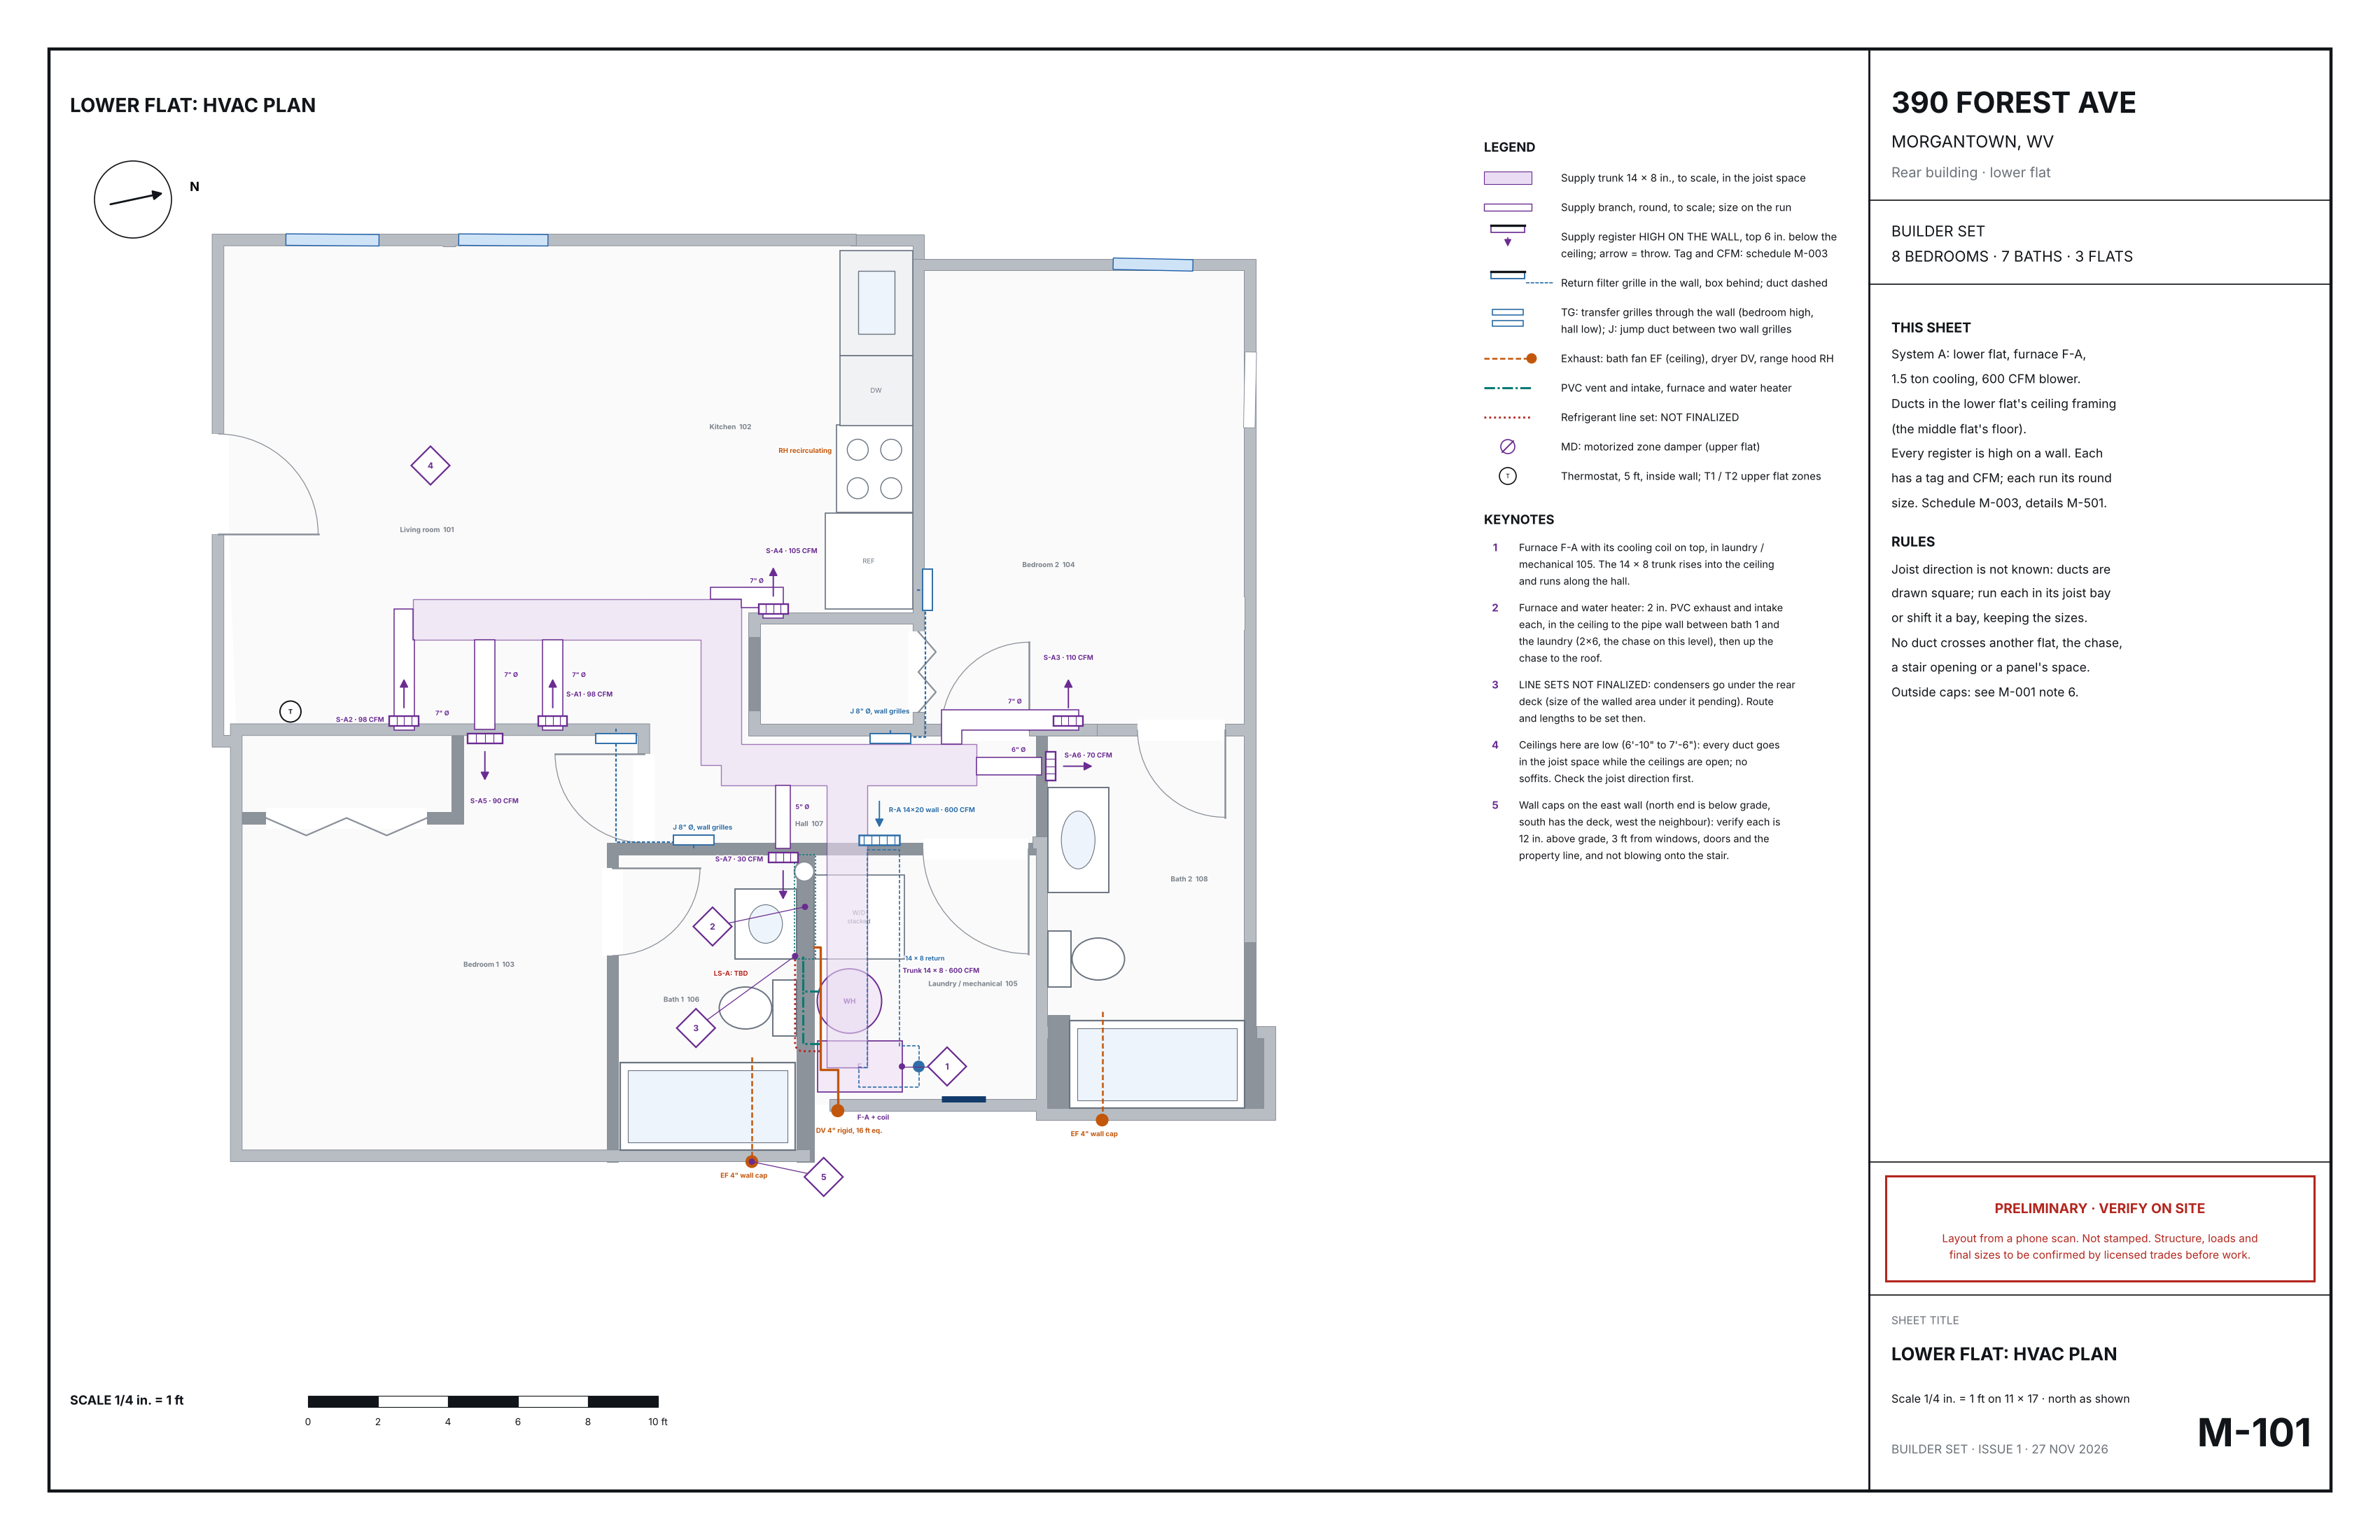 LOWER FLAT: HVAC PLAN
N
DW
Kitchen 102
RH recirculating
4
Living room 101
S-A4 · 105 CFM
REF
Bedroom 2 104
7" Ø
S-A3 · 110 CFM
7" Ø
7" Ø
S-A1 · 98 CFM
7" Ø
T
S-A2 · 98 CFM
7" Ø
J 8" Ø, wall grilles
7" Ø
6" Ø
S-A6 · 70 CFM
S-A5 · 90 CFM
5" Ø
R-A 14×20 wall · 600 CFM
Hall 107
J 8" Ø, wall grilles
S-A7 · 30 CFM
Bath 2 108
W/D
stacked
2
14 × 8 return
Bedroom 1 103
Trunk 14 × 8 · 600 CFM
LS-A: TBD
Laundry / mechanical 105
Bath 1 106
WH
3
1
F-A + coil
DV 4" rigid, 16 ft eq.
EF 4" wall cap
EF 4" wall cap
5
SCALE 1/4 in. = 1 ft
0 2 4 6 8 10 ft
LEGEND
Supply trunk 14 × 8 in., to scale, in the joist space
Supply branch, round, to scale; size on the run
Supply register HIGH ON THE WALL, top 6 in. below the
ceiling; arrow = throw. Tag and CFM: schedule M-003
Return filter grille in the wall, box behind; duct dashed
TG: transfer grilles through the wall (bedroom high,
hall low); J: jump duct between two wall grilles
Exhaust: bath fan EF (ceiling), dryer DV, range hood RH
PVC vent and intake, furnace and water heater
Refrigerant line set: NOT FINALIZED
MD: motorized zone damper (upper flat)
T
Thermostat, 5 ft, inside wall; T1 / T2 upper flat zones
KEYNOTES
1 Furnace F-A with its cooling coil on top, in laundry /
mechanical 105. The 14 × 8 trunk rises into the ceiling
and runs along the hall.
2 Furnace and water heater: 2 in. PVC exhaust and intake
each, in the ceiling to the pipe wall between bath 1 and
the laundry (2×6, the chase on this level), then up the
chase to the roof.
3 LINE SETS NOT FINALIZED: condensers go under the rear
deck (size of the walled area under it pending). Route
and lengths to be set then.
4 Ceilings here are low (6'-10" to 7'-6"): every duct goes
in the joist space while the ceilings are open; no
soffits. Check the joist direction first.
5 Wall caps on the east wall (north end is below grade,
south has the deck, west the neighbour): verify each is
12 in. above grade, 3 ft from windows, doors and the
property line, and not blowing onto the stair.
390 FOREST AVE
MORGANTOWN, WV
Rear building · lower flat
BUILDER SET
8 BEDROOMS · 7 BATHS · 3 FLATS
THIS SHEET
System A: lower flat, furnace F-A,
1.5 ton cooling, 600 CFM blower.
Ducts in the lower flat's ceiling framing
(the middle flat's floor).
Every register is high on a wall. Each
has a tag and CFM; each run its round
size. Schedule M-003, details M-501.
RULES
Joist direction is not known: ducts are
drawn square; run each in its joist bay
or shift it a bay, keeping the sizes.
No duct crosses another flat, the chase,
a stair opening or a panel's space.
Outside caps: see M-001 note 6.
PRELIMINARY · VERIFY ON SITE
Layout from a phone scan. Not stamped. Structure, loads and
final sizes to be confirmed by licensed trades before work.
SHEET TITLE
LOWER FLAT: HVAC PLAN
Scale 1/4 in. = 1 ft on 11 × 17 · north as shown
M-101
BUILDER SET · ISSUE 1 · 27 NOV 2026